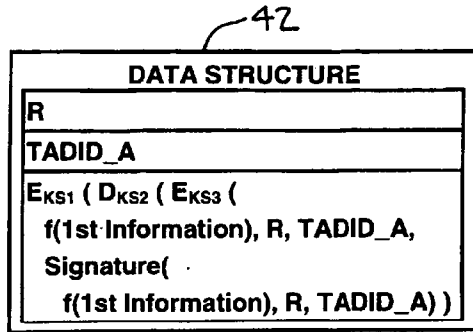 42
DATA STRUCTURE
R
TADID_A
EKS1 ( DKS2 ( EKS3 (
f(1st Information), R, TADID_A,
Signature(
f(1st Information), R, TADID_A) )